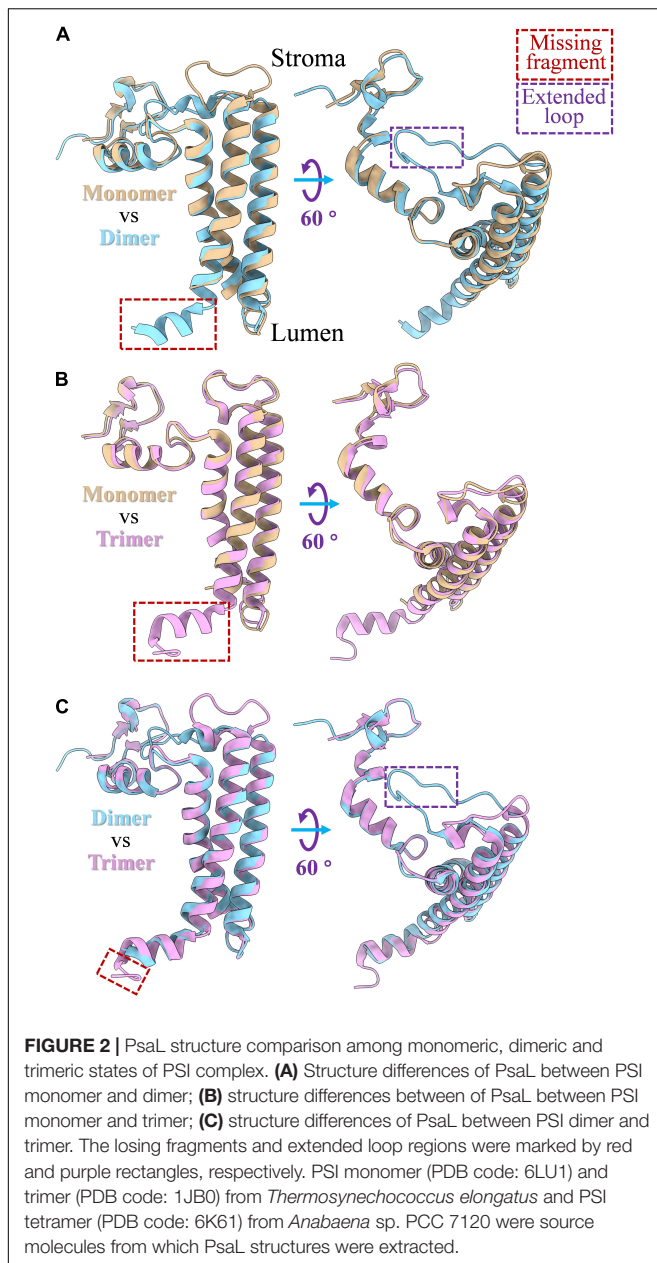 A
Stroma
Missing
fragment
Extended
loop
Monomer
vs
Dimer
60 °
Lumen
B
Monomer
vs
Trimer
60 °
C
Dimer
vs
Trimer
60 °
FIGURE 2 | PsaL structure comparison among monomeric, dimeric and
trimeric states of PSI complex. (A) Structure differences of PsaL between PSI
monomer and dimer; (B) structure differences between of PsaL between PSI
monomer and trimer; (C) structure differences of PsaL between PSI dimer and
trimer. The losing fragments and extended loop regions were marked by red
and purple rectangles, respectively. PSI monomer (PDB code: 6LU1) and
trimer (PDB code: 1JB0) from Thermosynechococcus elongatus and PSI
tetramer (PDB code: 6K61) from Anabaena sp. PCC 7120 were source
molecules from which PsaL structures were extracted.